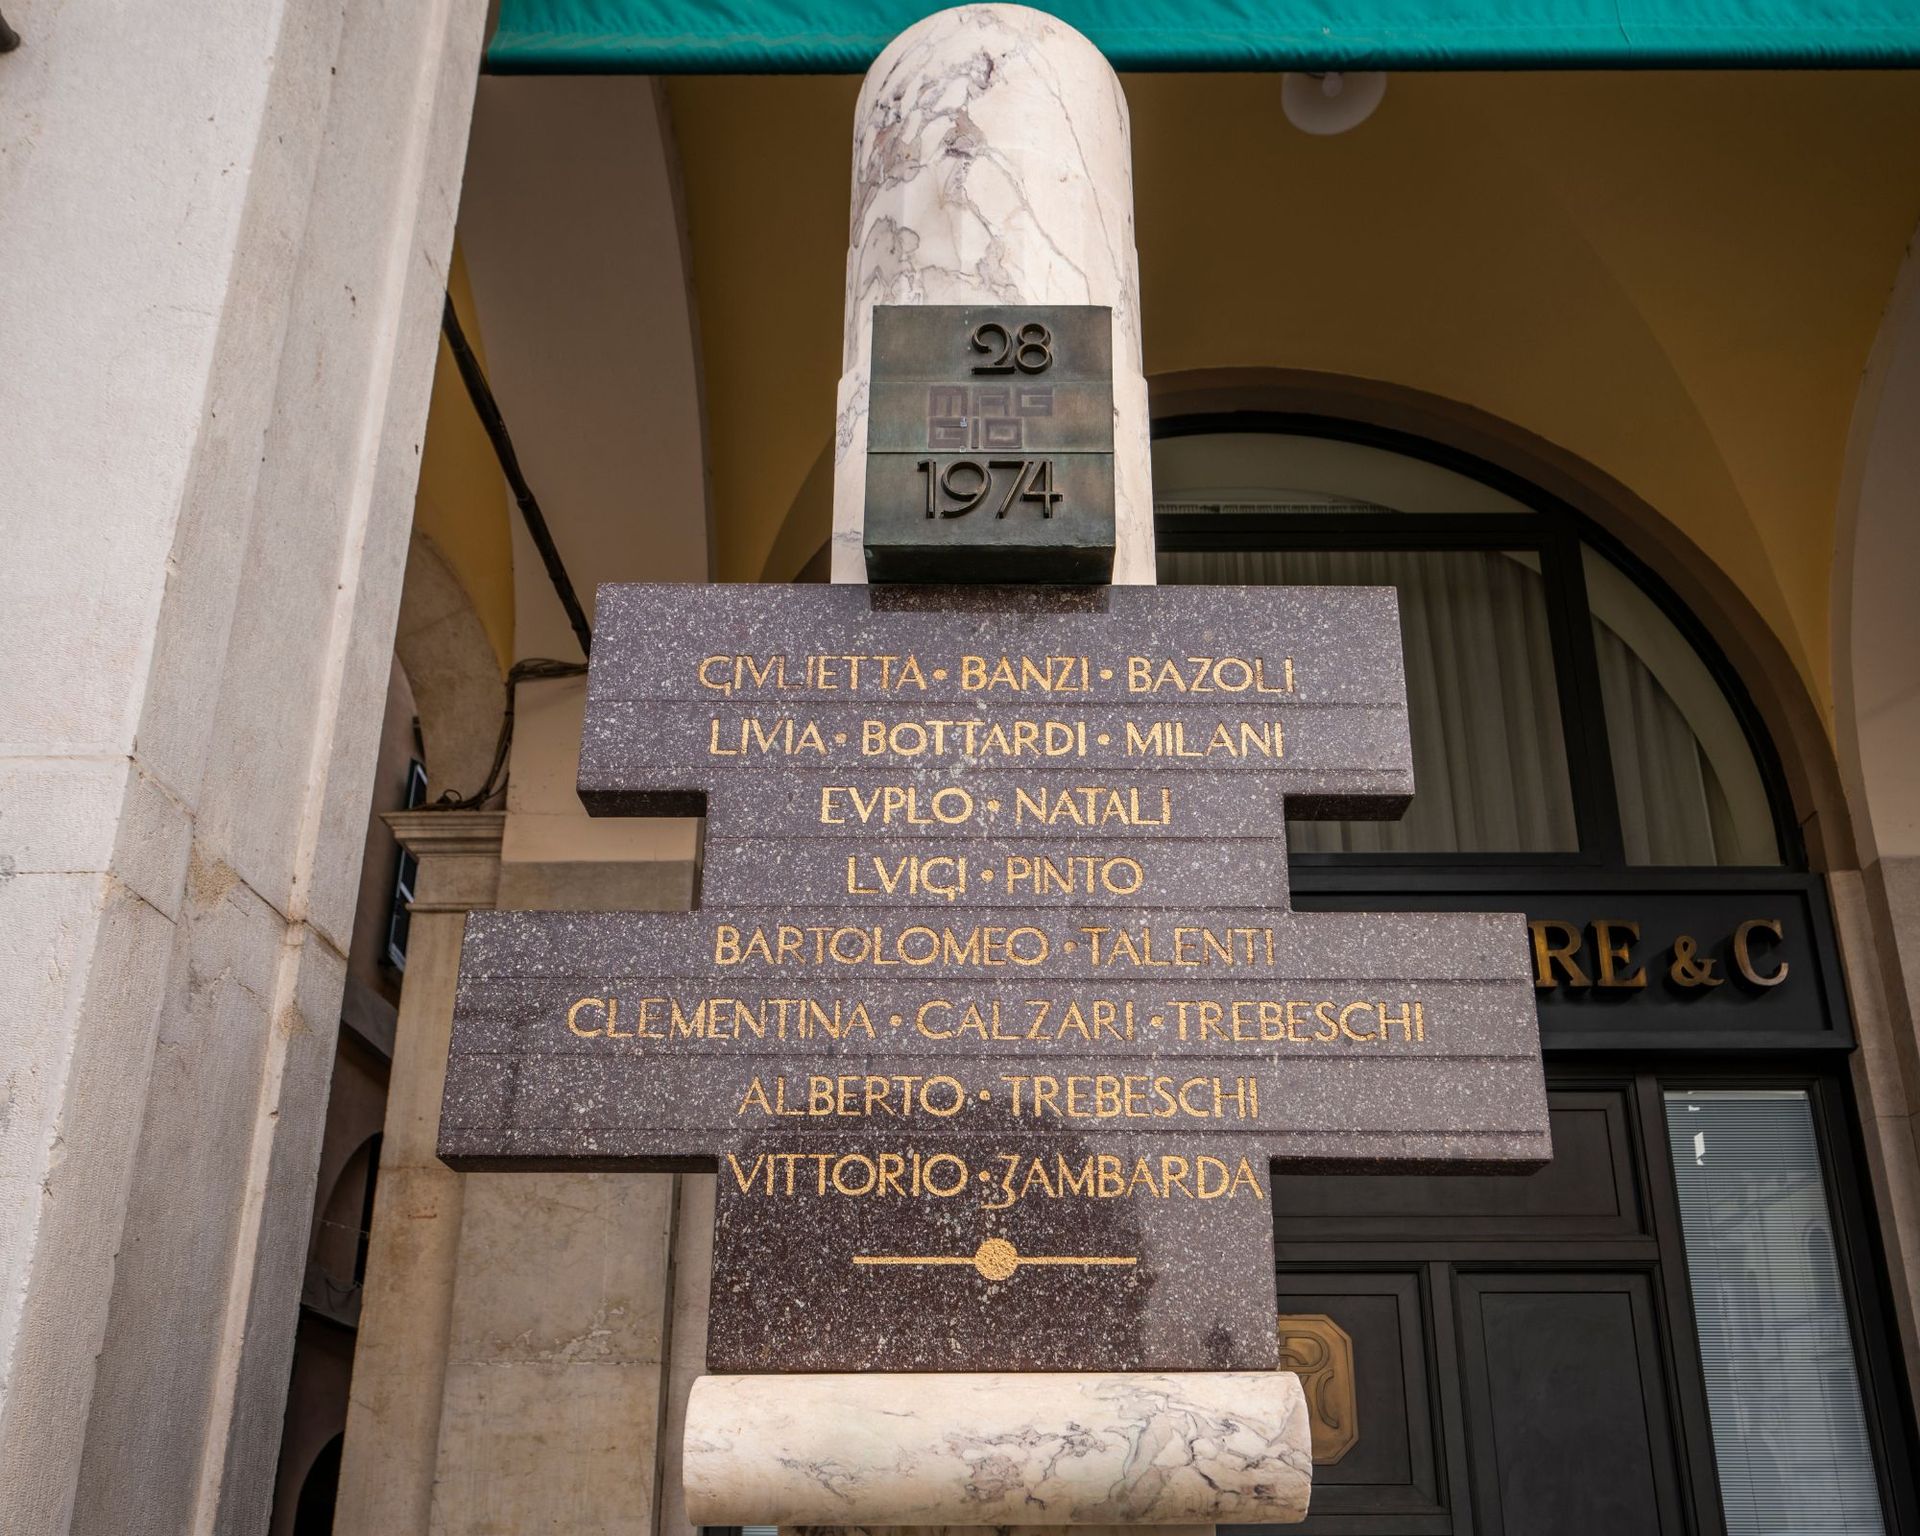 28
MAG
GIO
1974
GIVLIETTA • BANZI • BAZOLI
LIVIA • BOTTARDI • MILANI
EVPLO • NATALI
LVIGI • PINTO
BARTOLOMEO • TALENTI
CLEMENTINA • CALZARI • TREBESCHI
ALBERTO • TREBESCHI
VITTORIO • ZAMBARDA
RE & C